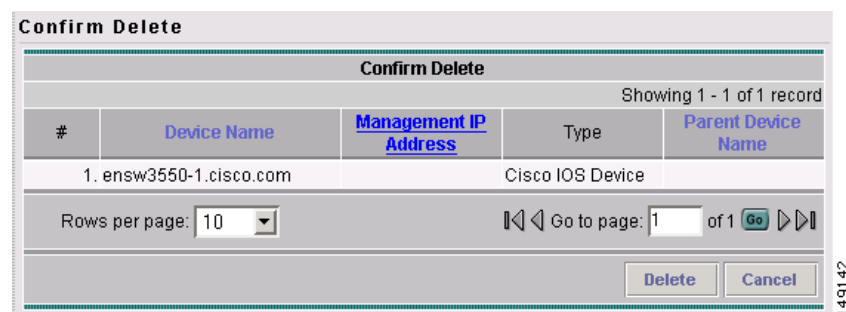 Confirm Delete
Confirm Delete
Showing 1 - 1 of 1 record
# Device Name Management IP Address Type Parent Device Name
1. ensw3550-1.cisco.com Cisco IOS Device
Rows per page: 10 Go to page: 1 of 1 Go
Delete Cancel
149142